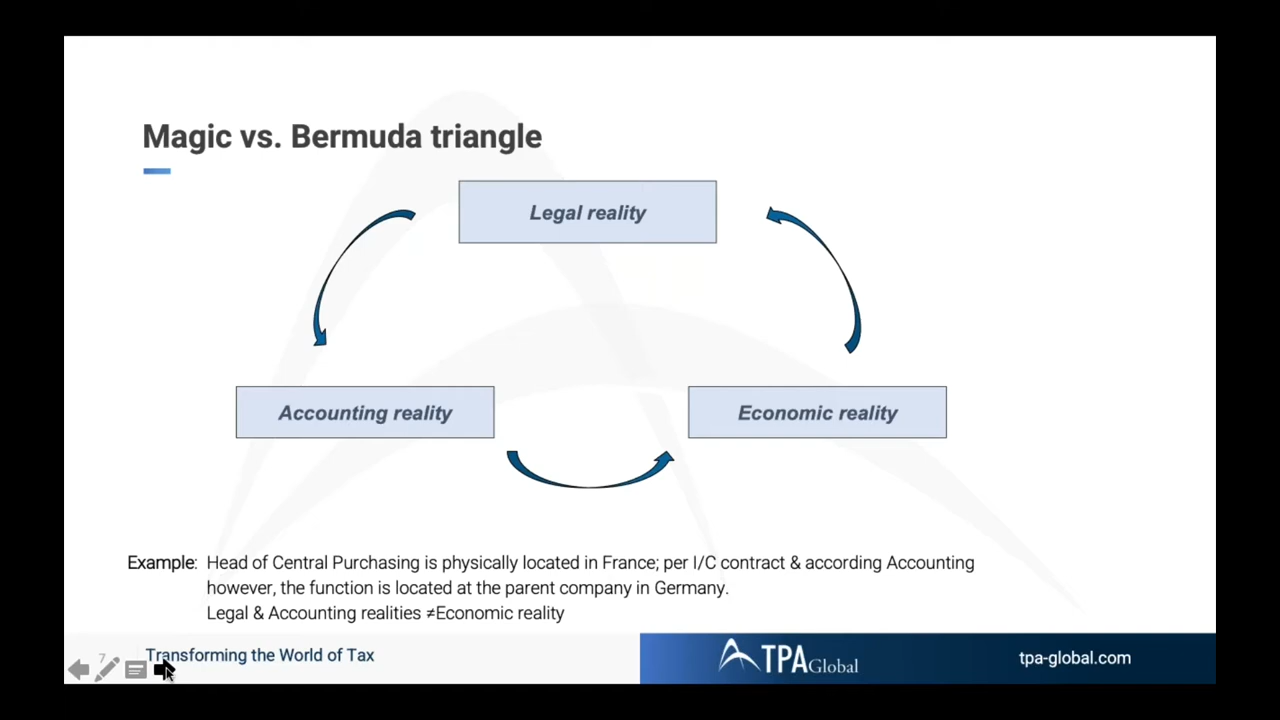 Magic vs. Bermuda triangle
Legal reality
Accounting reality
Economic reality
Example: Head of Central Purchasing is physically located in France; per I/C contract & according Accounting
however, the function is located at the parent company in Germany.
Legal & Accounting realities ≠Economic reality
7
Transforming the World of Tax
TPA Global
tpa-global.com